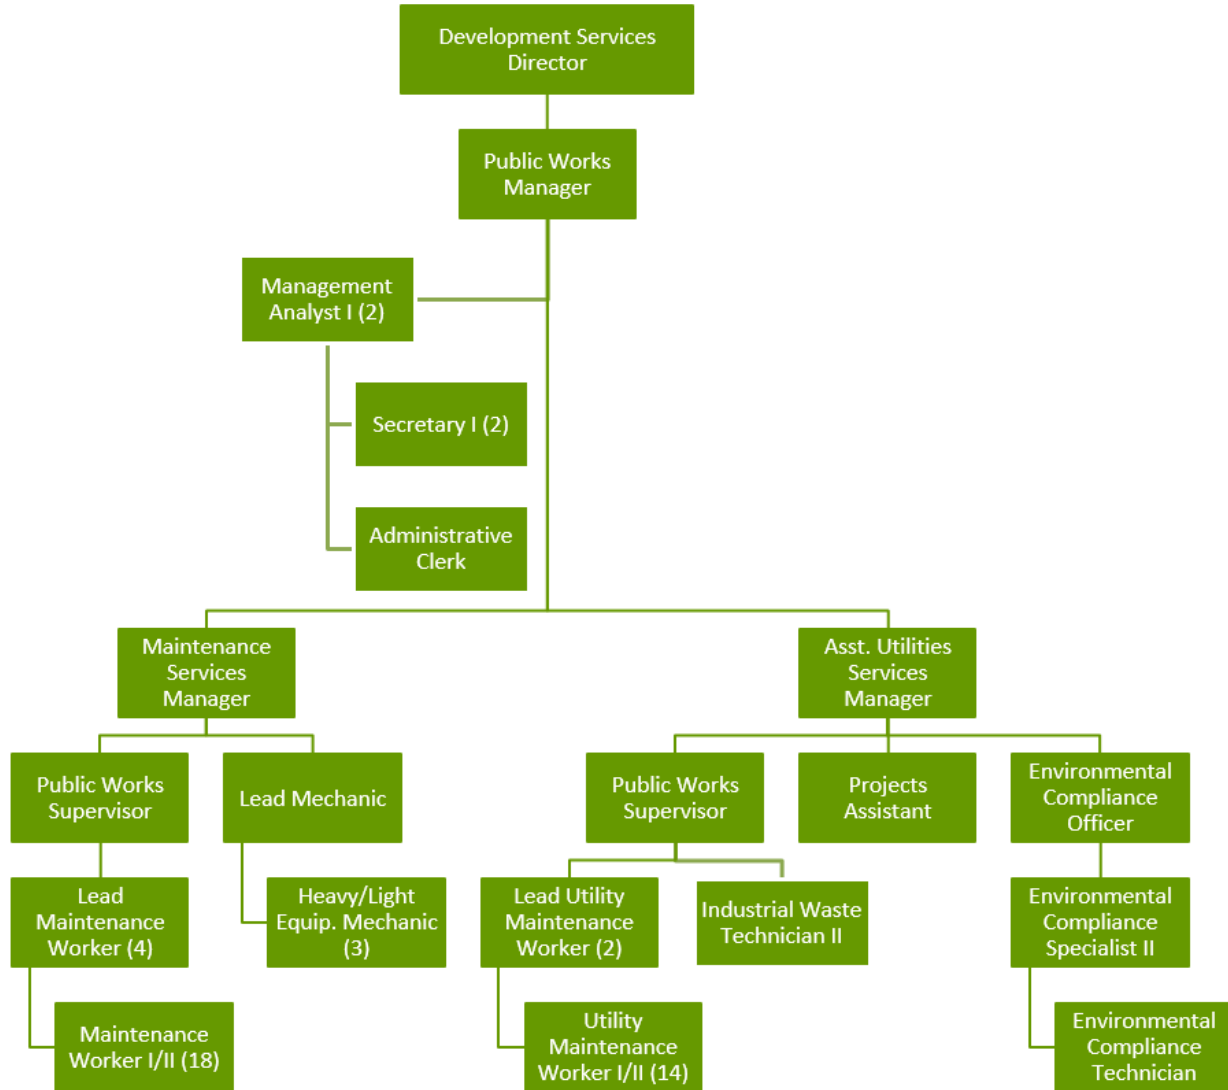 Development Services
Director
Public Works
Manager
Management
Analyst I (2)
Secretary I (2)
Administrative
Clerk
Maintenance
Services
Manager
Asst. Utilities
Services
Manager
Public Works
Supervisor
Lead Mechanic
Public Works
Supervisor
Projects
Assistant
Environmental
Compliance
Officer
Lead
Maintenance
Worker (4)
Heavy/Light
Equip. Mechanic
(3)
Lead Utility
Maintenance
Worker (2)
Industrial Waste
Technician II
Environmental
Compliance
Specialist II
Maintenance
Worker I/II (18)
Utility
Maintenance
Worker I/II (14)
Environmental
Compliance
Technician